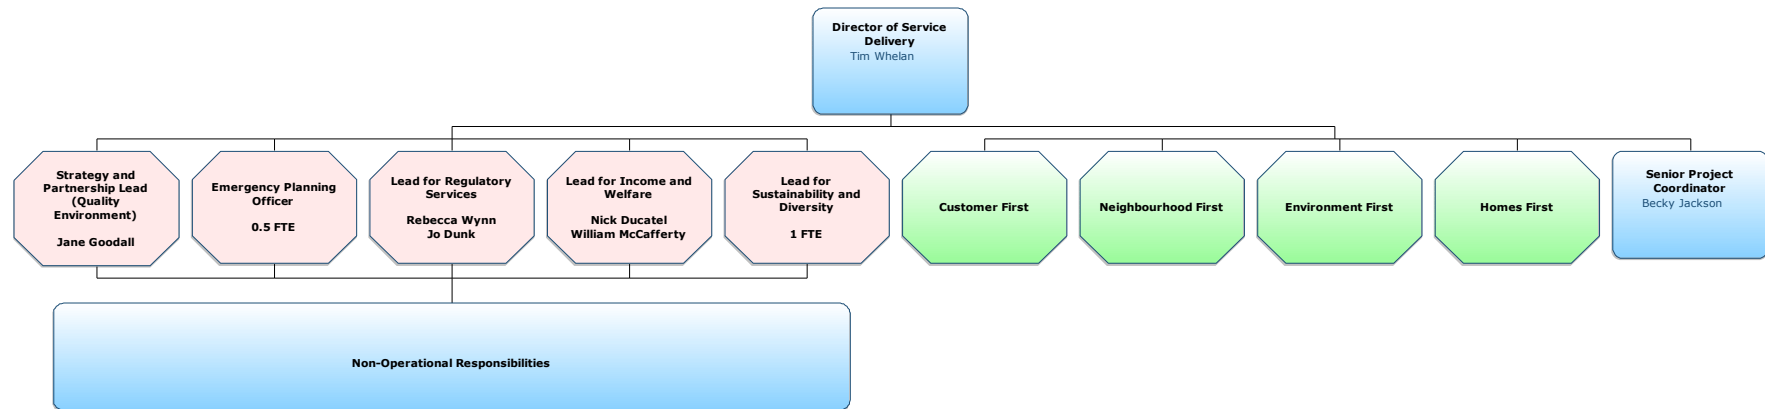 Director of Service
Delivery
Tim Whelan
Strategy and
Partnership Lead
(Quality
Environment)
Jane Goodall
Emergency Planning
Officer
0.5 FTE
Lead for Regulatory
Services
Rebecca Wynn
Jo Dunk
Lead for Income and
Welfare
Nick Ducatel
William McCafferty
Lead for
Sustainability and
Diversity
1 FTE
Customer First
Neighbourhood First
Environment First
Homes First
Senior Project
Coordinator
Becky Jackson
Non-Operational Responsibilities